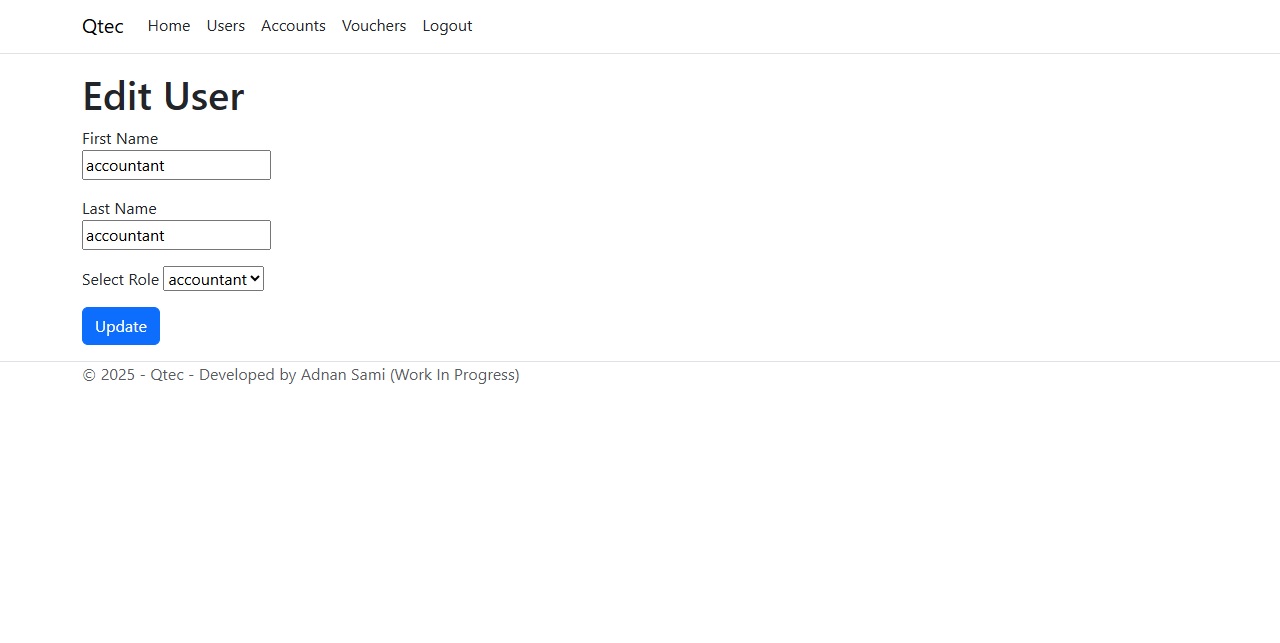 Qtec Home Users Accounts Vouchers Logout
Edit User
First Name
accountant
Last Name
accountant
Select Role accountant
Update
© 2025 - Qtec - Developed by Adnan Sami (Work In Progress)